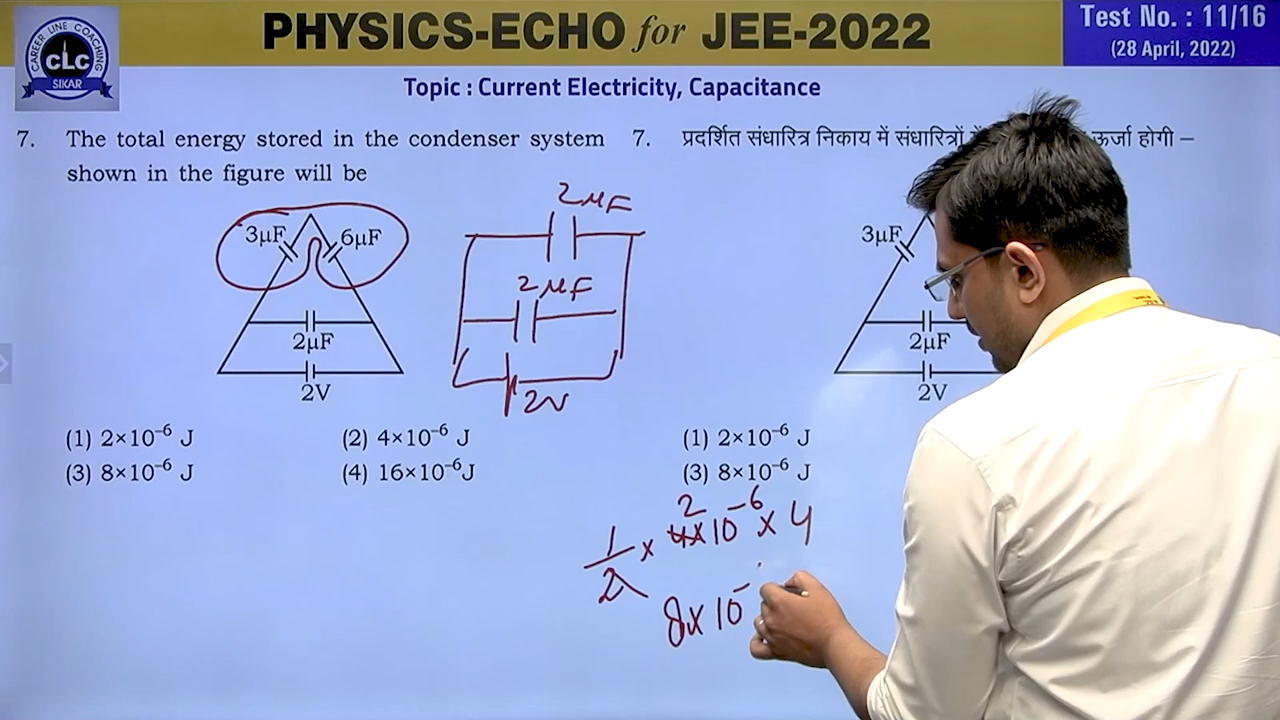 PHYSICS-ECHO for JEE-2022
Test No. : 11/16
(28 April, 2022)
CAREER LINE COACHING
CLC
SIKAR
Topic : Current Electricity, Capacitance
7. The total energy stored in the condenser system
shown in the figure will be
3μF 6μF
2μF
2V
(1) 2×10⁻⁶ J (2) 4×10⁻⁶ J
(3) 8×10⁻⁶ J (4) 16×10⁻⁶J
2μF
2μF
2V
7. प्रदर्शित संधारित्र निकाय में संधारित्रों ऊर्जा होगी –
3μF
2μF
2V
(1) 2×10⁻⁶ J
(3) 8×10⁻⁶ J
2
1/2 × 4×10⁻⁶ × 4
8×10⁻